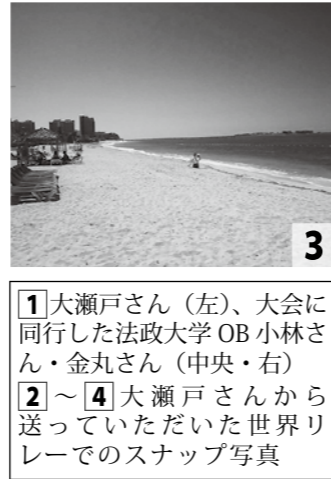 3
1大瀬戸さん（左）、大会に
同行した法政大学 OB 小林さ
ん・金丸さん（中央・右）
2～4大瀬戸さんから
送っていただいた世界リ
レーでのスナップ写真